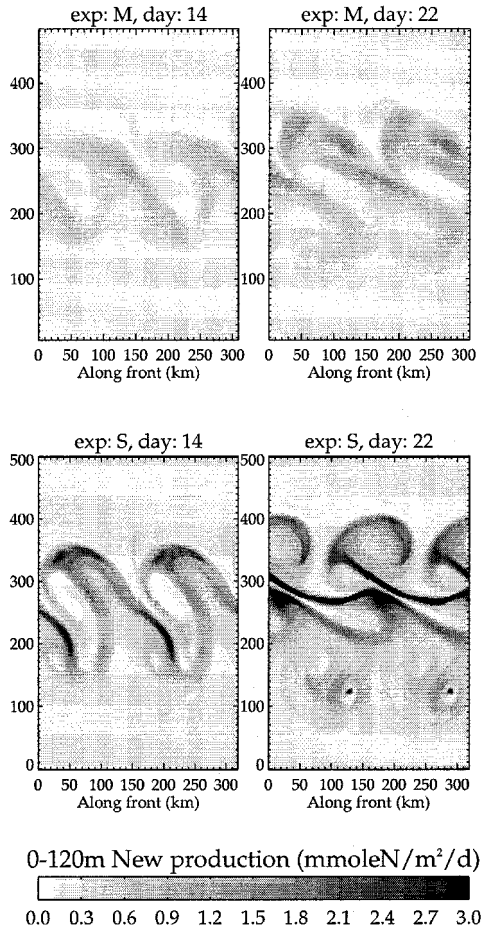 exp: M, day: 14
exp: M, day: 22
400
300
200
100
0 50 100 150 200 250 300
Along front (km)
400
300
200
100
0 50 100 150 200 250 300
Along front (km)
exp: S, day: 14
exp: S, day: 22
500
400
300
200
100
0
0 50 100 150 200 250 300
Along front (km)
500
400
300
200
100
0
0 50 100 150 200 250 300
Along front (km)
0-120m New production (mmoleN/m²/d)
0.0 0.3 0.6 0.9 1.2 1.5 1.8 2.1 2.4 2.7 3.0